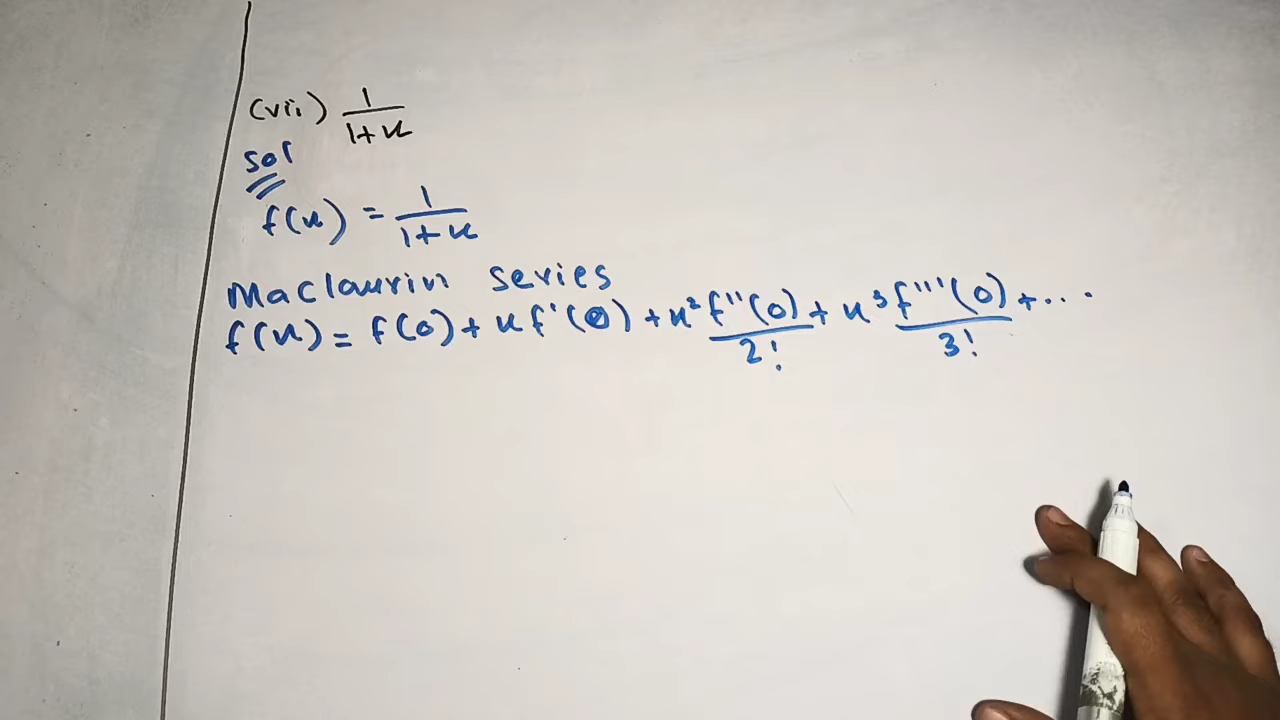 (vii) 1/(1+x)
Sol
f(x) = 1/(1+x)
Maclaurin series
f(x) = f(0) + x f'(0) + x² f''(0)/2! + x³ f'''(0)/3! + ...